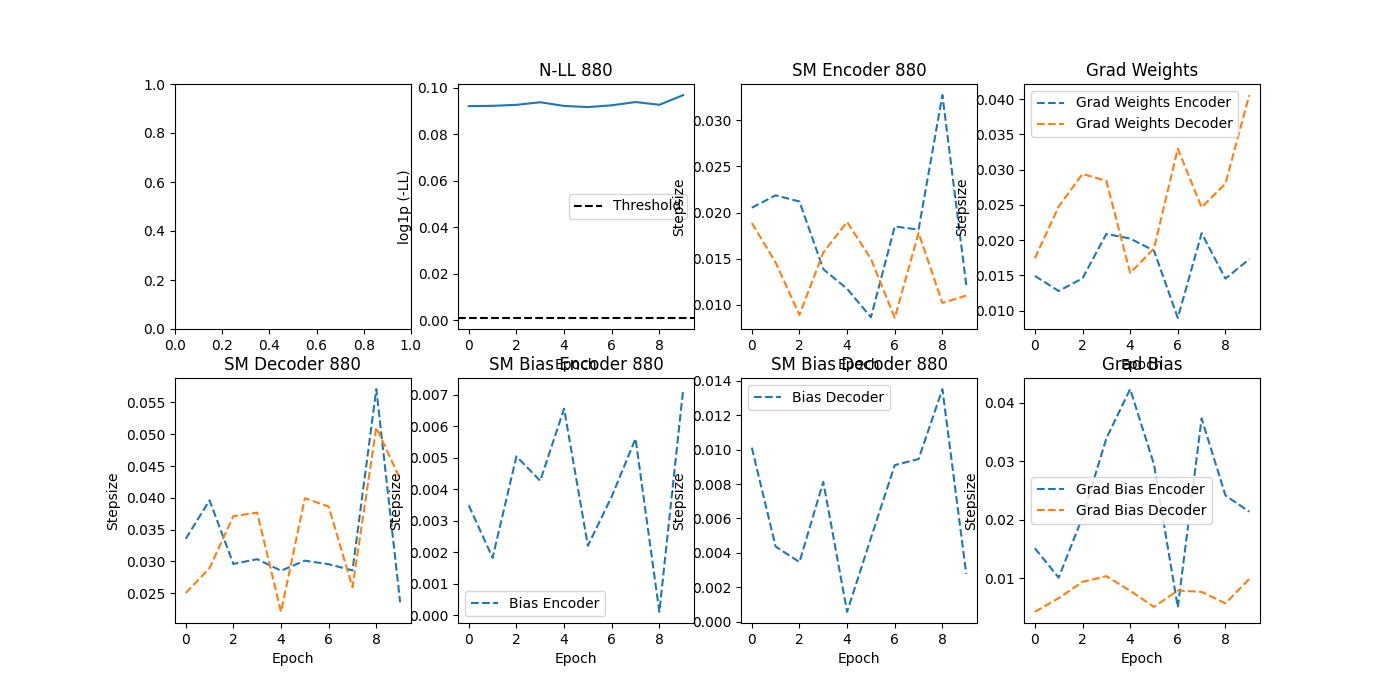 N-LL 880
SM Encoder 880
Grad Weights
1.0
0.8
0.6
0.4
0.2
0.0
0.0 0.2 0.4 0.6 0.8 1.0
log1p (-LL)
0.10
0.08
0.06
0.04
0.02
0.00
Threshold
0 2 4 6 8
Epoch
Stepsize
0.030
0.025
0.020
0.015
0.010
0 2 4 6 8
Epoch
Stepsize
0.040
0.035
0.030
0.025
0.020
0.015
0.010
Grad Weights Encoder
Grad Weights Decoder
0 2 4 6 8
Epoch
SM Decoder 880
SM Bias Encoder 880
SM Bias Decoder 880
Grad Bias
Stepsize
0.055
0.050
0.045
0.040
0.035
0.030
0.025
0 2 4 6 8
Epoch
Stepsize
0.007
0.006
0.005
0.004
0.003
0.002
0.001
0.000
Bias Encoder
0 2 4 6 8
Epoch
Stepsize
0.014
0.012
0.010
0.008
0.006
0.004
0.002
0.000
Bias Decoder
0 2 4 6 8
Epoch
Stepsize
0.04
0.03
0.02
0.01
Grad Bias Encoder
Grad Bias Decoder
0 2 4 6 8
Epoch